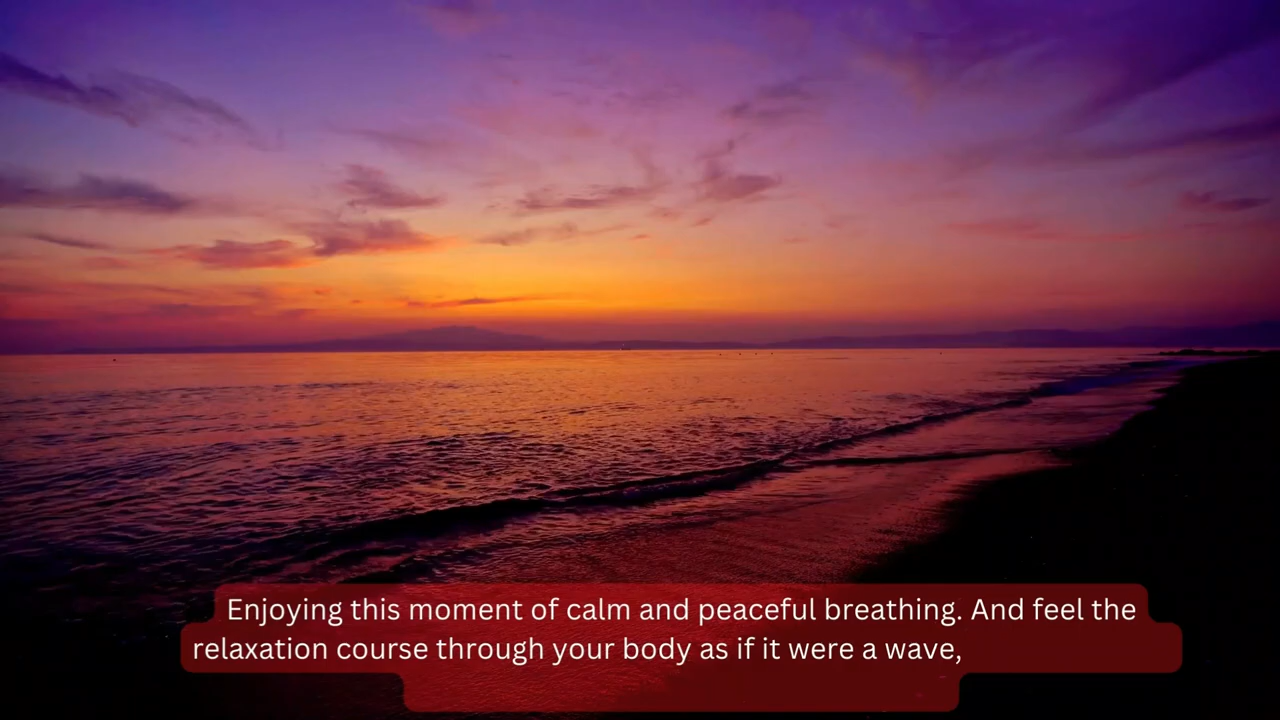 Enjoying this moment of calm and peaceful breathing. And feel the
relaxation course through your body as if it were a wave,